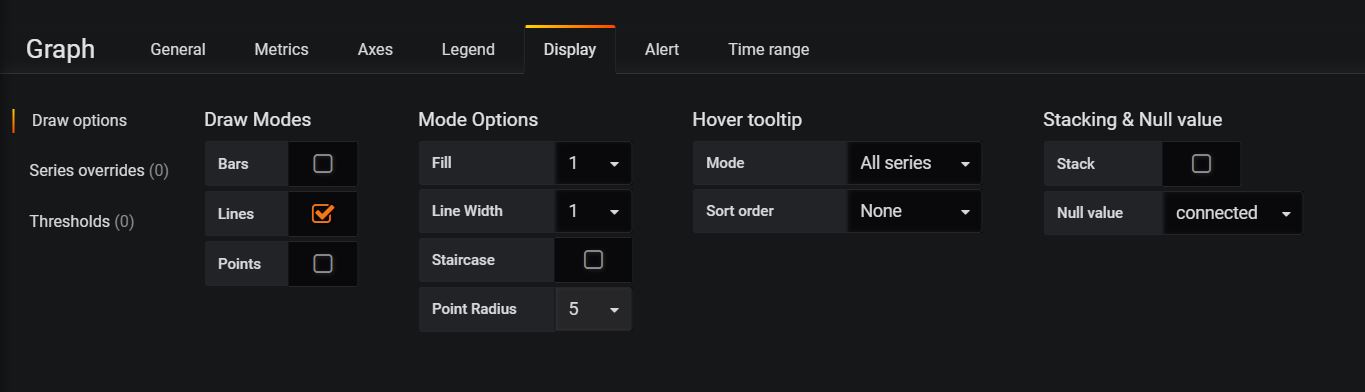 Graph General Metrics Axes Legend Display Alert Time range
Draw options
Series overrides (0)
Thresholds (0)
Draw Modes
Bars
Lines
Points
Mode Options
Fill 1
Line Width 1
Staircase
Point Radius 5
Hover tooltip
Mode All series
Sort order None
Stacking & Null value
Stack
Null value connected